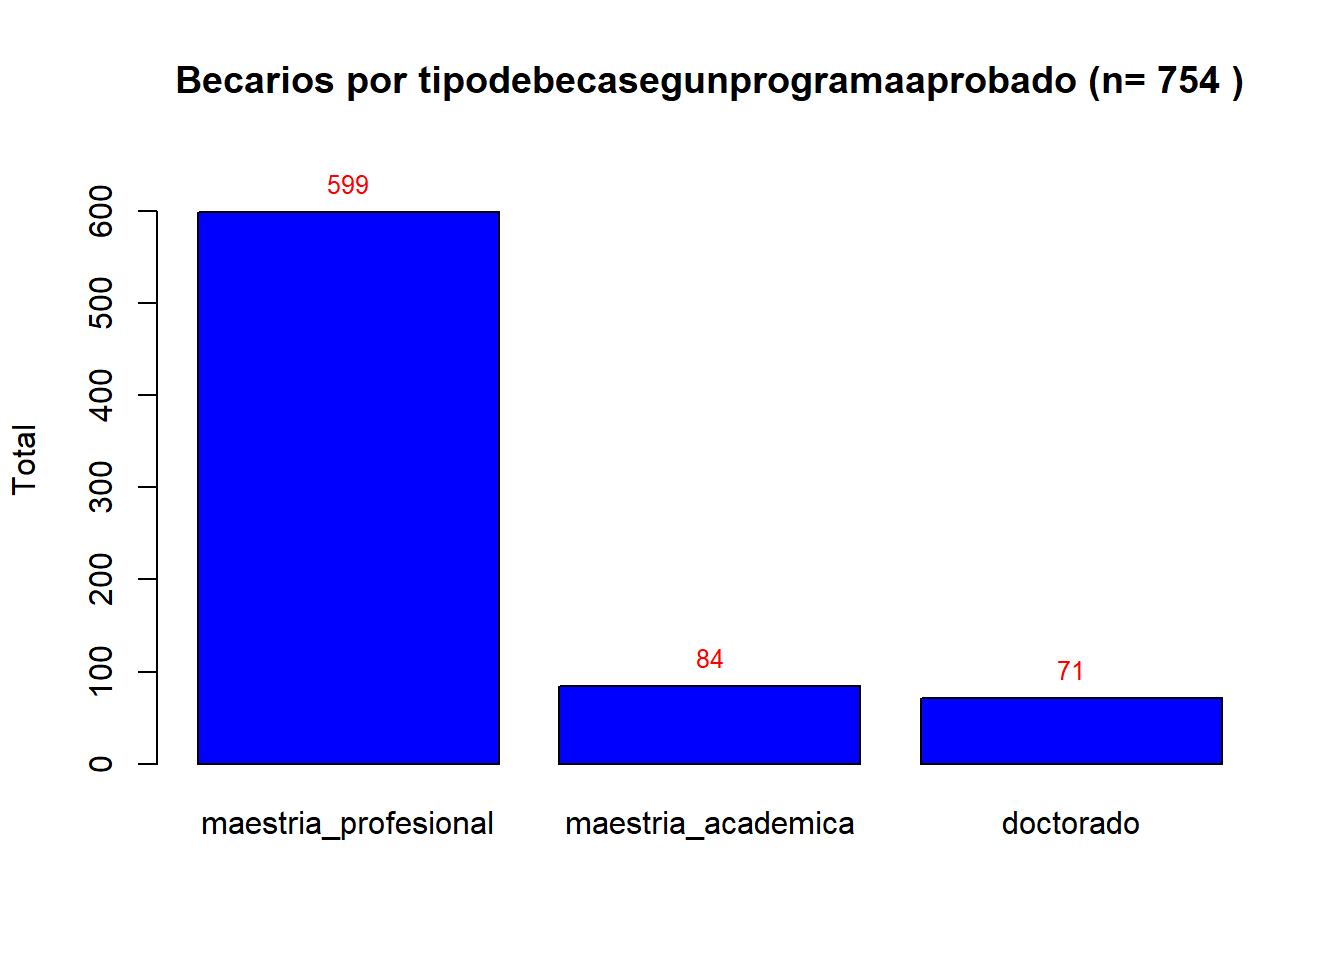 Becarios por tipodebecasegunprogramaaprobado (n= 754 )
Total
600
500
400
300
200
100
0
599
84
71
maestria_profesional
maestria_academica
doctorado